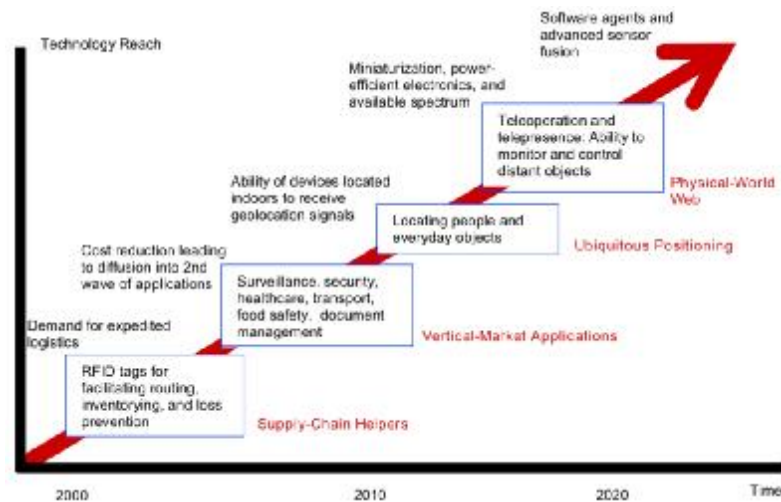 Software agents and
advanced sensor
fusion
Technology Reach
Miniaturization, power-
efficient electronics, and
available spectrum
Teleoperation and
telepresence: Ability to
monitor and control
distant objects
Physical-World
Web
Ability of devices located
indoors to receive
geolocation signals
Locating people and
everyday objects
Ubiquitous Positioning
Cost reduction leading
to diffusion into 2nd
wave of applications
Surveillance, security,
healthcare, transport,
food safety, document
management
Vertical-Market Applications
Demand for expedited
logistics
RFID tags for
facilitating routing,
inventorying, and loss
prevention
Supply-Chain Helpers
2000 2010 2020 Time